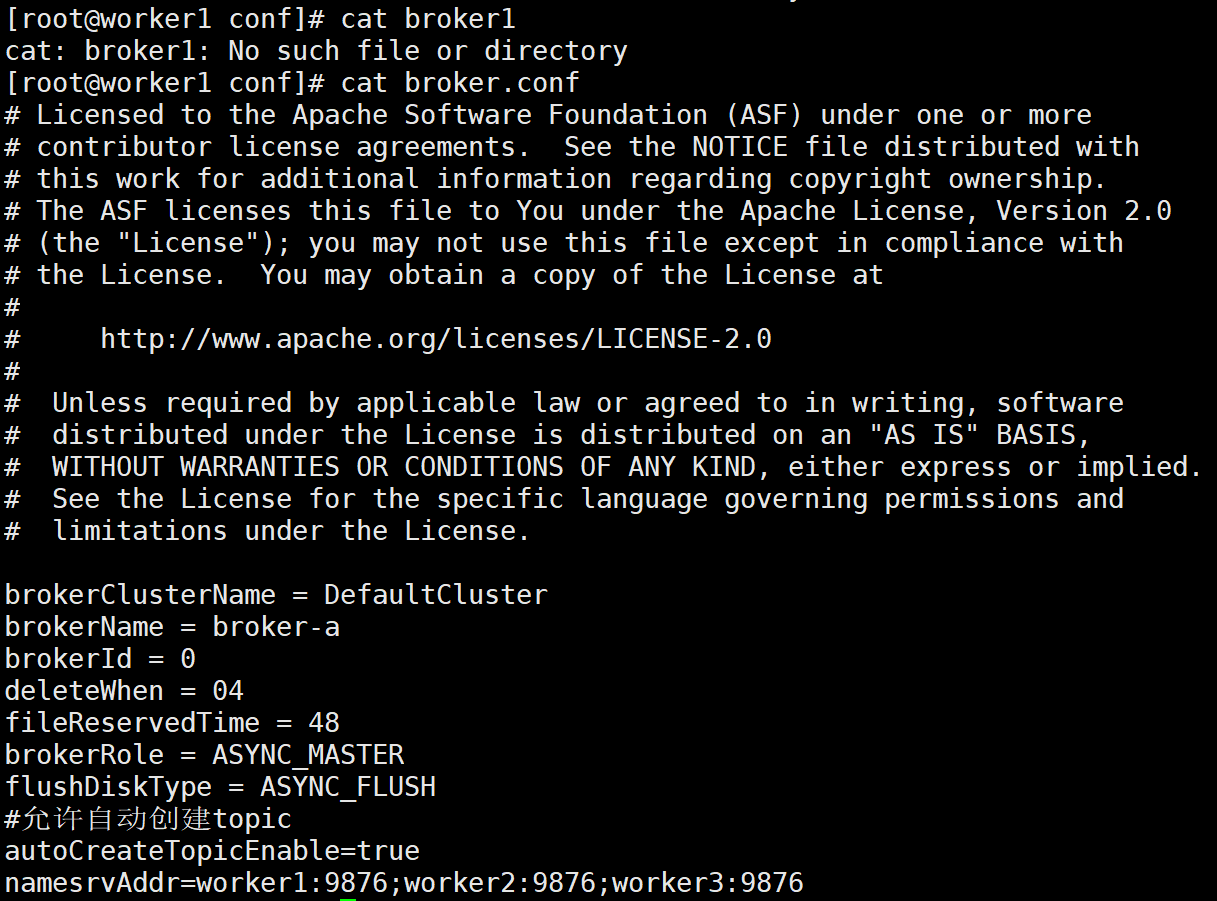 [root@worker1 conf]# cat broker1
cat: broker1: No such file or directory
[root@worker1 conf]# cat broker.conf
# Licensed to the Apache Software Foundation (ASF) under one or more
# contributor license agreements.  See the NOTICE file distributed with
# this work for additional information regarding copyright ownership.
# The ASF licenses this file to You under the Apache License, Version 2.0
# (the "License"); you may not use this file except in compliance with
# the License.  You may obtain a copy of the License at
#
#     http://www.apache.org/licenses/LICENSE-2.0
#
#  Unless required by applicable law or agreed to in writing, software
#  distributed under the License is distributed on an "AS IS" BASIS,
#  WITHOUT WARRANTIES OR CONDITIONS OF ANY KIND, either express or implied.
#  See the License for the specific language governing permissions and
#  limitations under the License.

brokerClusterName = DefaultCluster
brokerName = broker-a
brokerId = 0
deleteWhen = 04
fileReservedTime = 48
brokerRole = ASYNC_MASTER
flushDiskType = ASYNC_FLUSH
#允许自动创建topic
autoCreateTopicEnable=true
namesrvAddr=worker1:9876;worker2:9876;worker3:9876